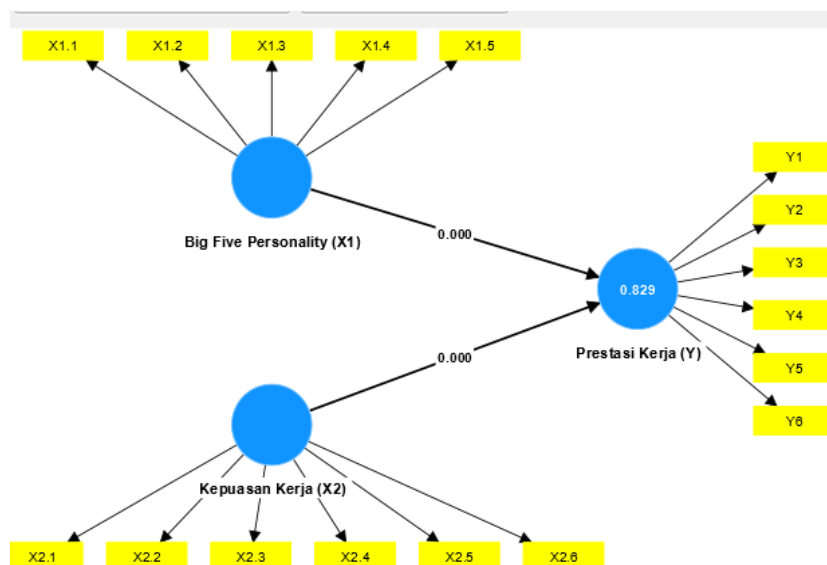 X1.1 X1.2 X1.3 X1.4 X1.5
Big Five Personality (X1)
0.000
Y1
Y2
Y3
0.829
Y4
Prestasi Kerja (Y)
Y5
Y6
0.000
Kepuasan Kerja (X2)
X2.1 X2.2 X2.3 X2.4 X2.5 X2.6